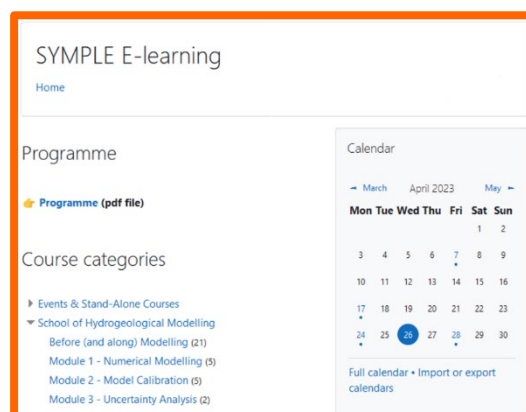 SYMPLE E-learning
Home
Programme
👉 Programme (pdf file)
Course categories
Events & Stand-Alone Courses
School of Hydrogeological Modelling
Before (and along) Modelling (21)
Module 1 - Numerical Modelling (5)
Module 2 - Model Calibration (5)
Module 3 - Uncertainty Analysis (2)
Calendar
◄ March April 2023 May ►
Mon Tue Wed Thu Fri Sat Sun
1 2
3 4 5 6 7 8 9
10 11 12 13 14 15 16
17 18 19 20 21 22 23
24 25 26 27 28 29 30
Full calendar • Import or export
calendars